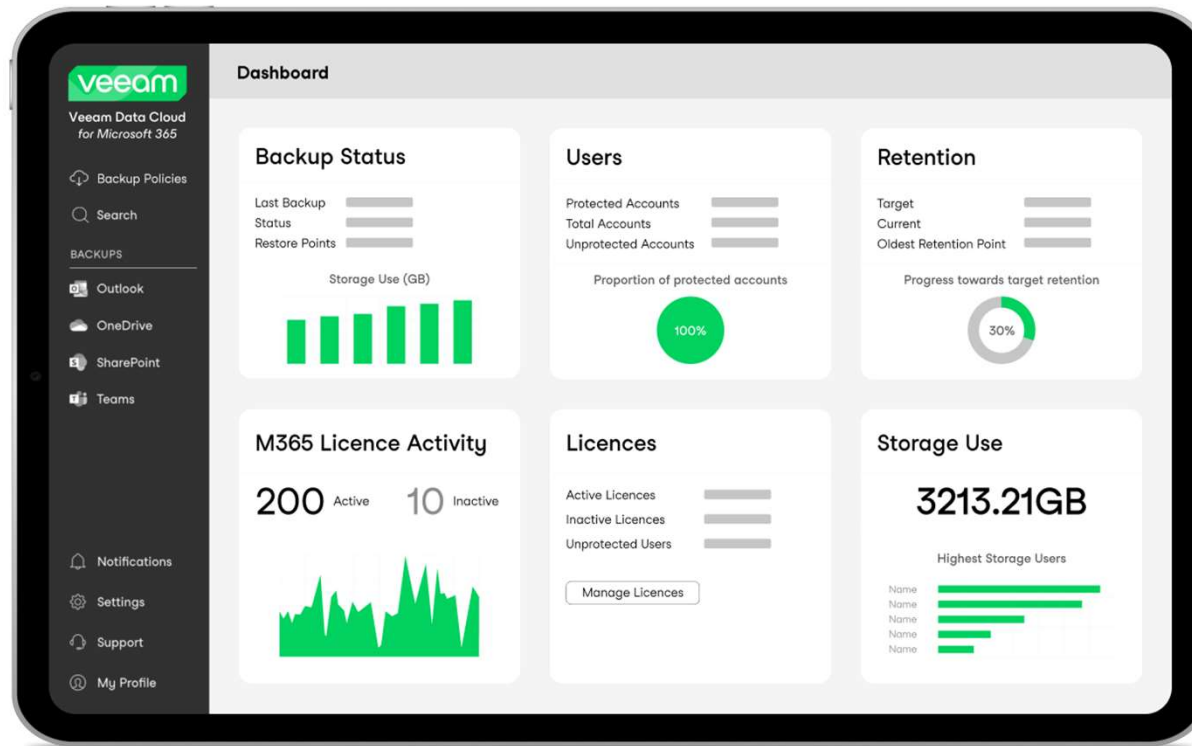 veeam
Veeam Data Cloud
for Microsoft 365
Backup Policies
Search
BACKUPS
Outlook
OneDrive
SharePoint
Teams
Notifications
Settings
Support
My Profile
Dashboard
Backup Status
Last Backup
Status
Restore Points
Storage Use (GB)
Users
Protected Accounts
Total Accounts
Unprotected Accounts
Proportion of protected accounts
100%
Retention
Target
Current
Oldest Retention Point
Progress towards target retention
30%
M365 Licence Activity
200 Active 10 Inactive
Licences
Active Licences
Inactive Licences
Unprotected Users
Manage Licences
Storage Use
3213.21GB
Highest Storage Users
Name
Name
Name
Name
Name